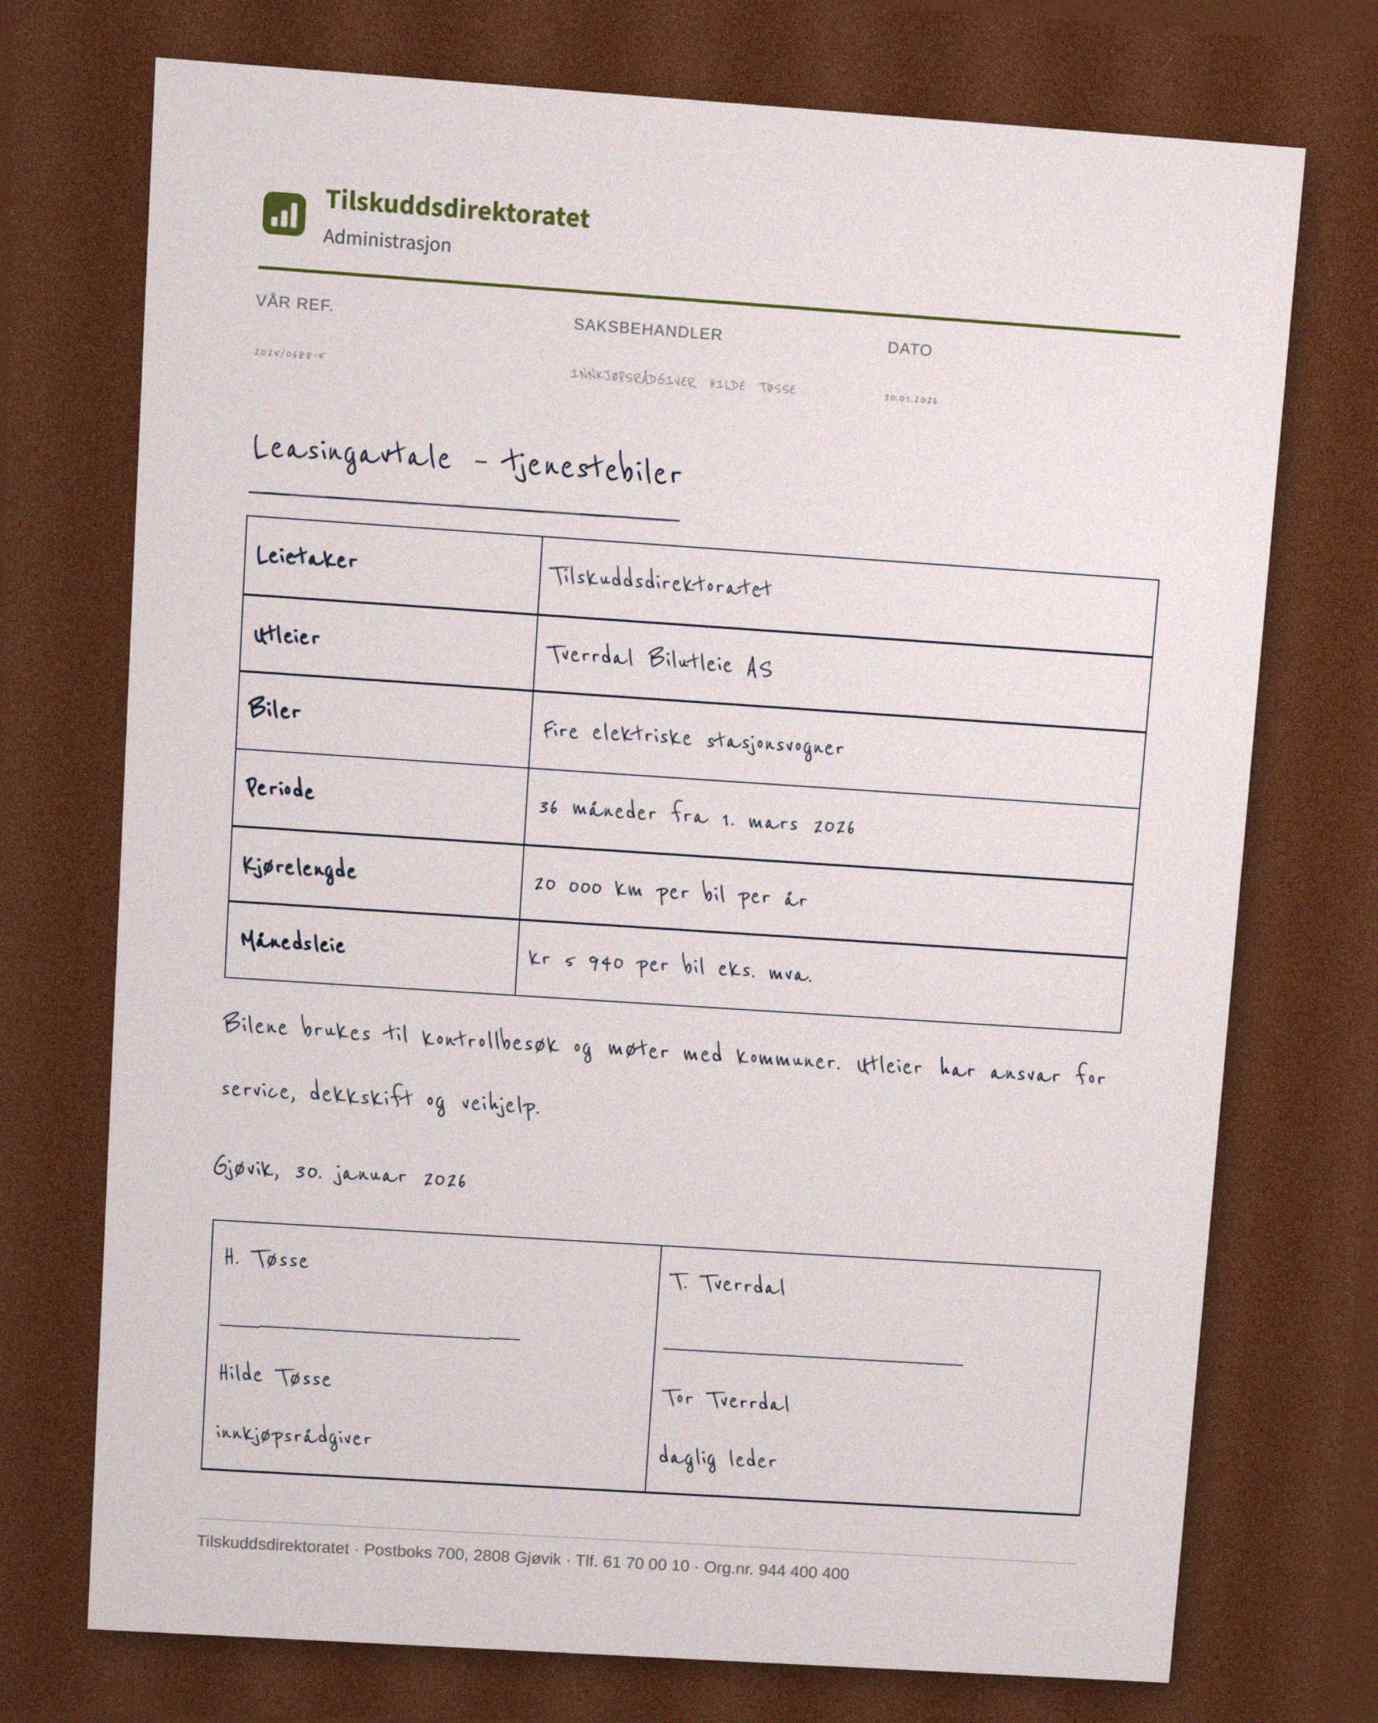 Tilskuddsdirektoratet
Administrasjon
VÅR REF. SAKSBEHANDLER DATO
INNKJØPSRÅDGIVER HILDE TØSSE 30.01.2026
Leasingavtale – tjenestebiler
Leietaker Tilskuddsdirektoratet
Utleier Tverrdal Bilutleie AS
Biler Fire elektriske stasjonsvogner
Periode 36 måneder fra 1. mars 2026
Kjørelengde 20 000 km per bil per år
Månedsleie Kr 5 940 per bil eks. mva.
Bilene brukes til kontrollbesøk og møter med kommuner. Utleier har ansvar for
service, dekkskift og veihjelp.
Gjøvik, 30. januar 2026
H. Tøsse T. Tverrdal
Hilde Tøsse Tor Tverrdal
innkjøpsrådgiver daglig leder
Tilskuddsdirektoratet · Postboks 700, 2808 Gjøvik · Tlf. 61 70 00 10 · Org.nr. 944 400 400